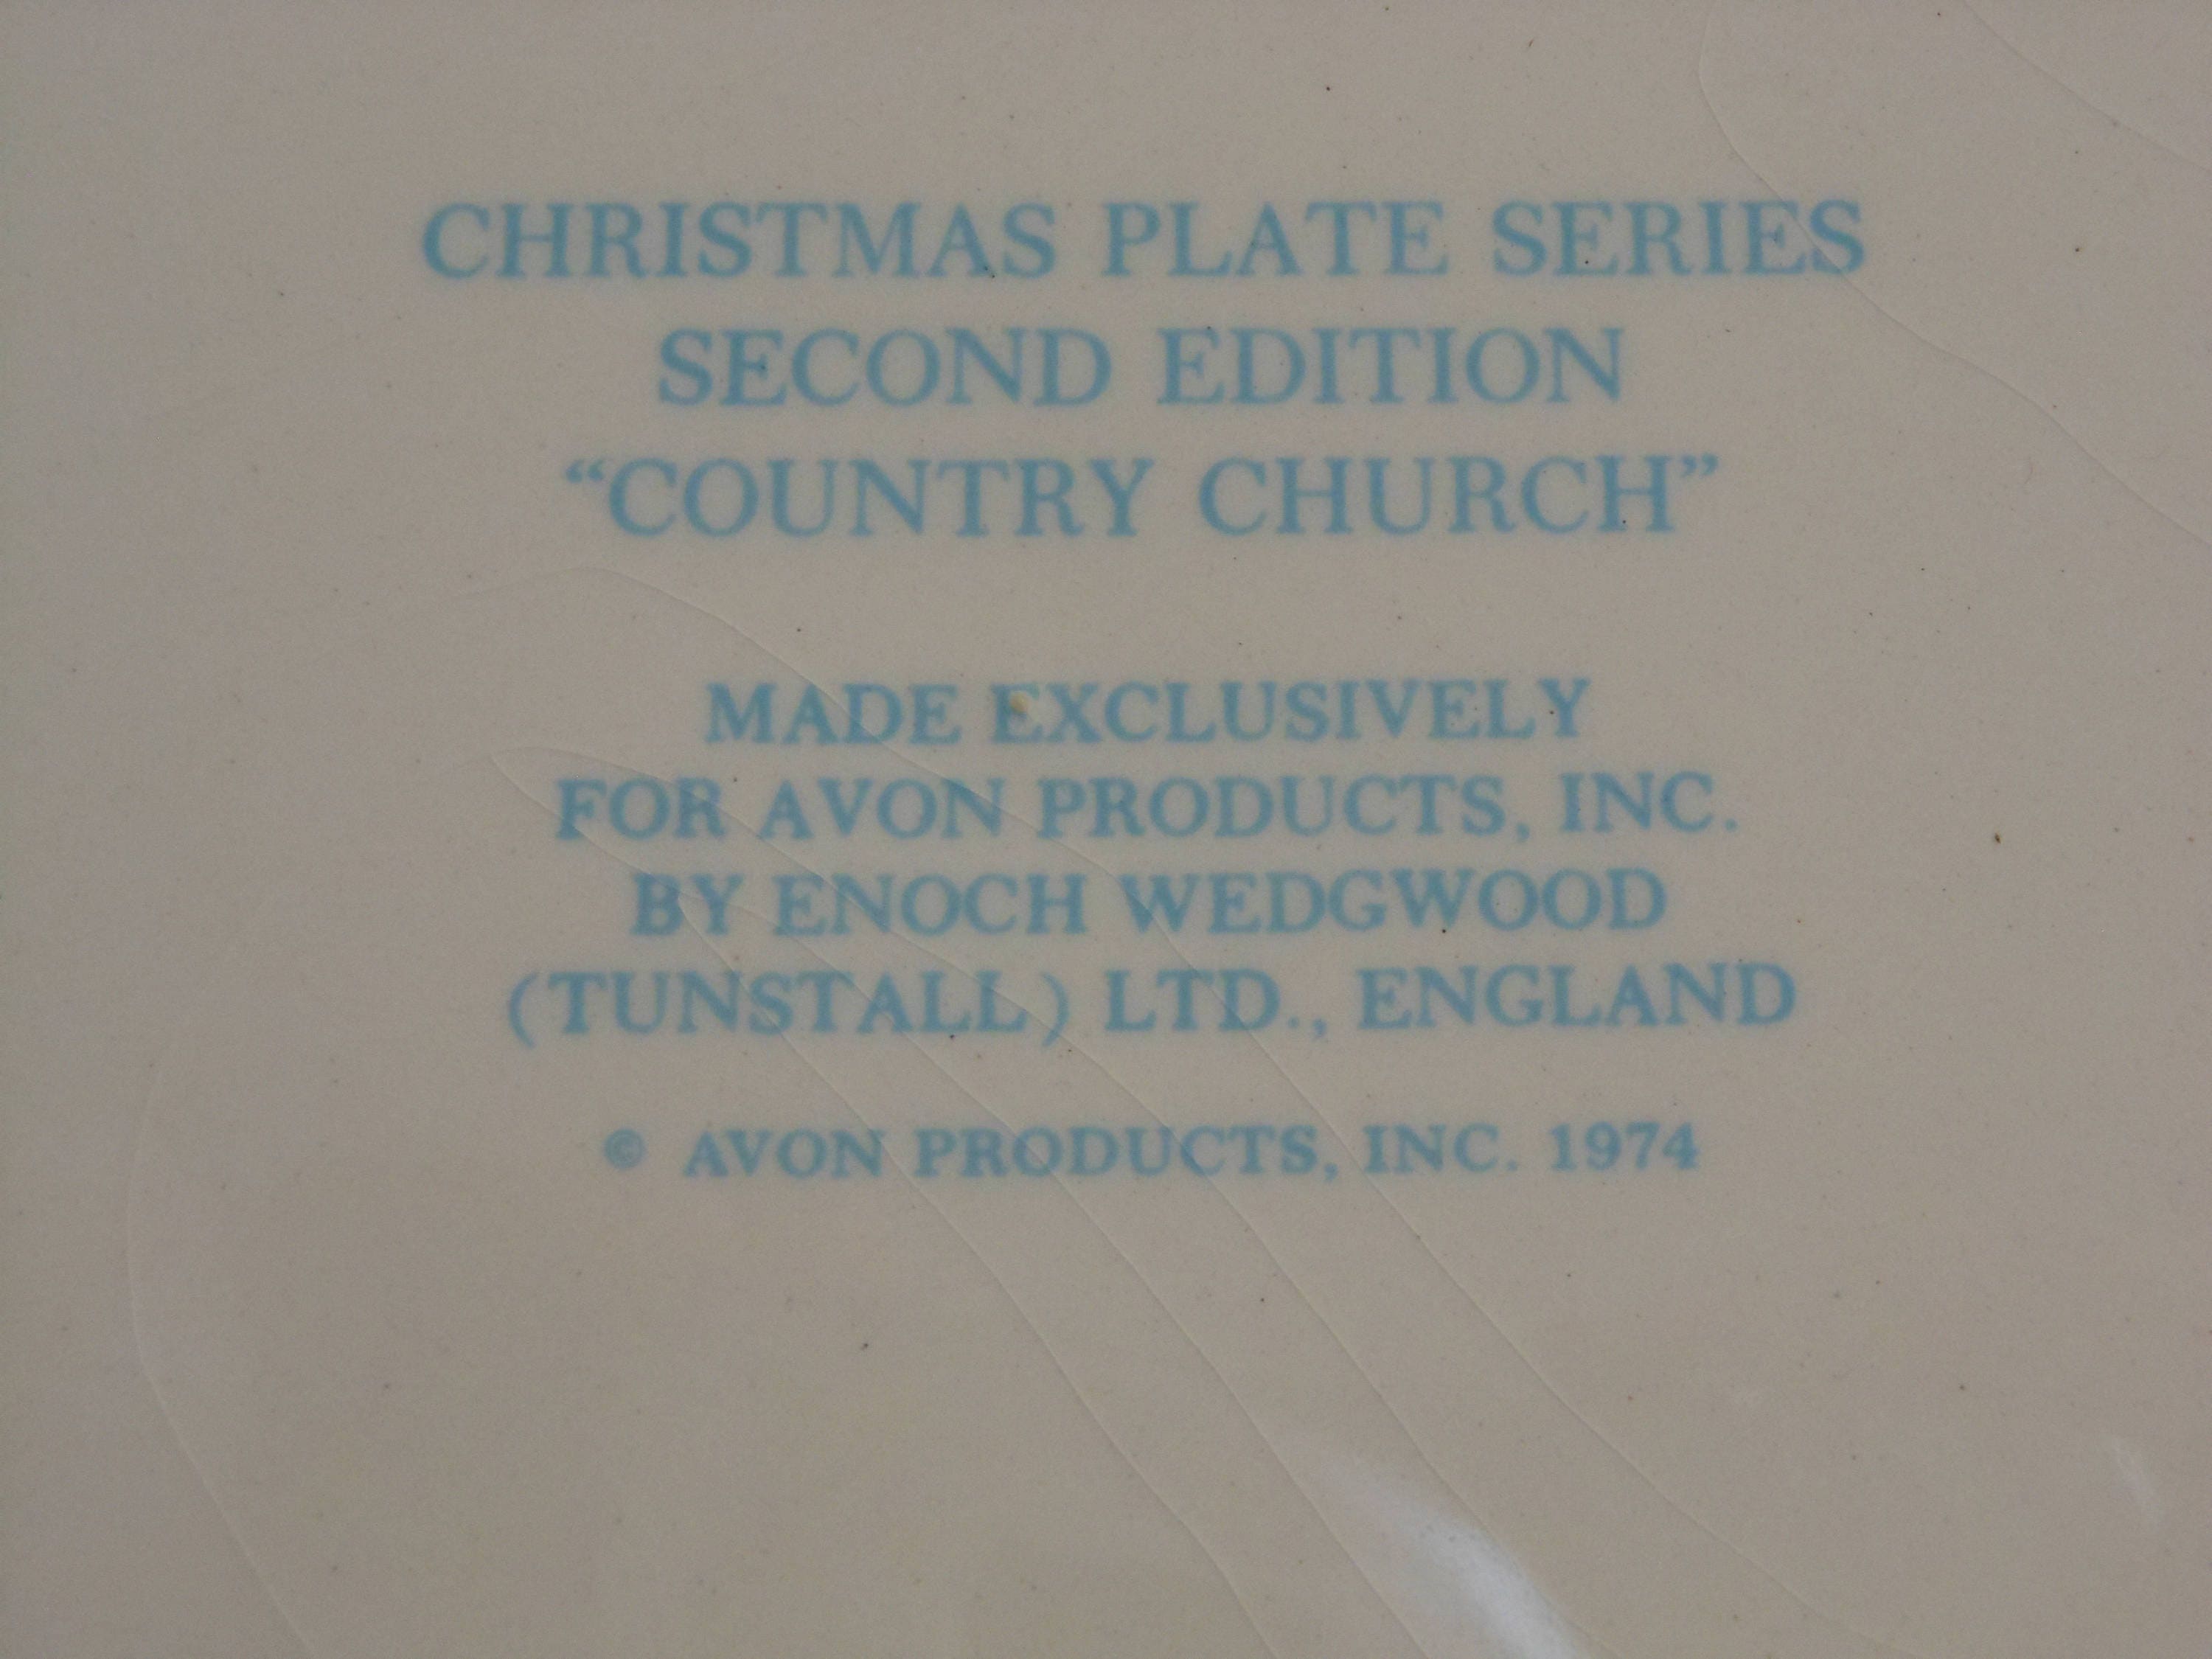 CHRISTMAS PLATE SERIES
SECOND EDITION
“COUNTRY CHURCH”
MADE EXCLUSIVELY
FOR AVON PRODUCTS, INC.
BY ENOCH WEDGWOOD
(TUNSTALL) LTD., ENGLAND
© AVON PRODUCTS, INC. 1974